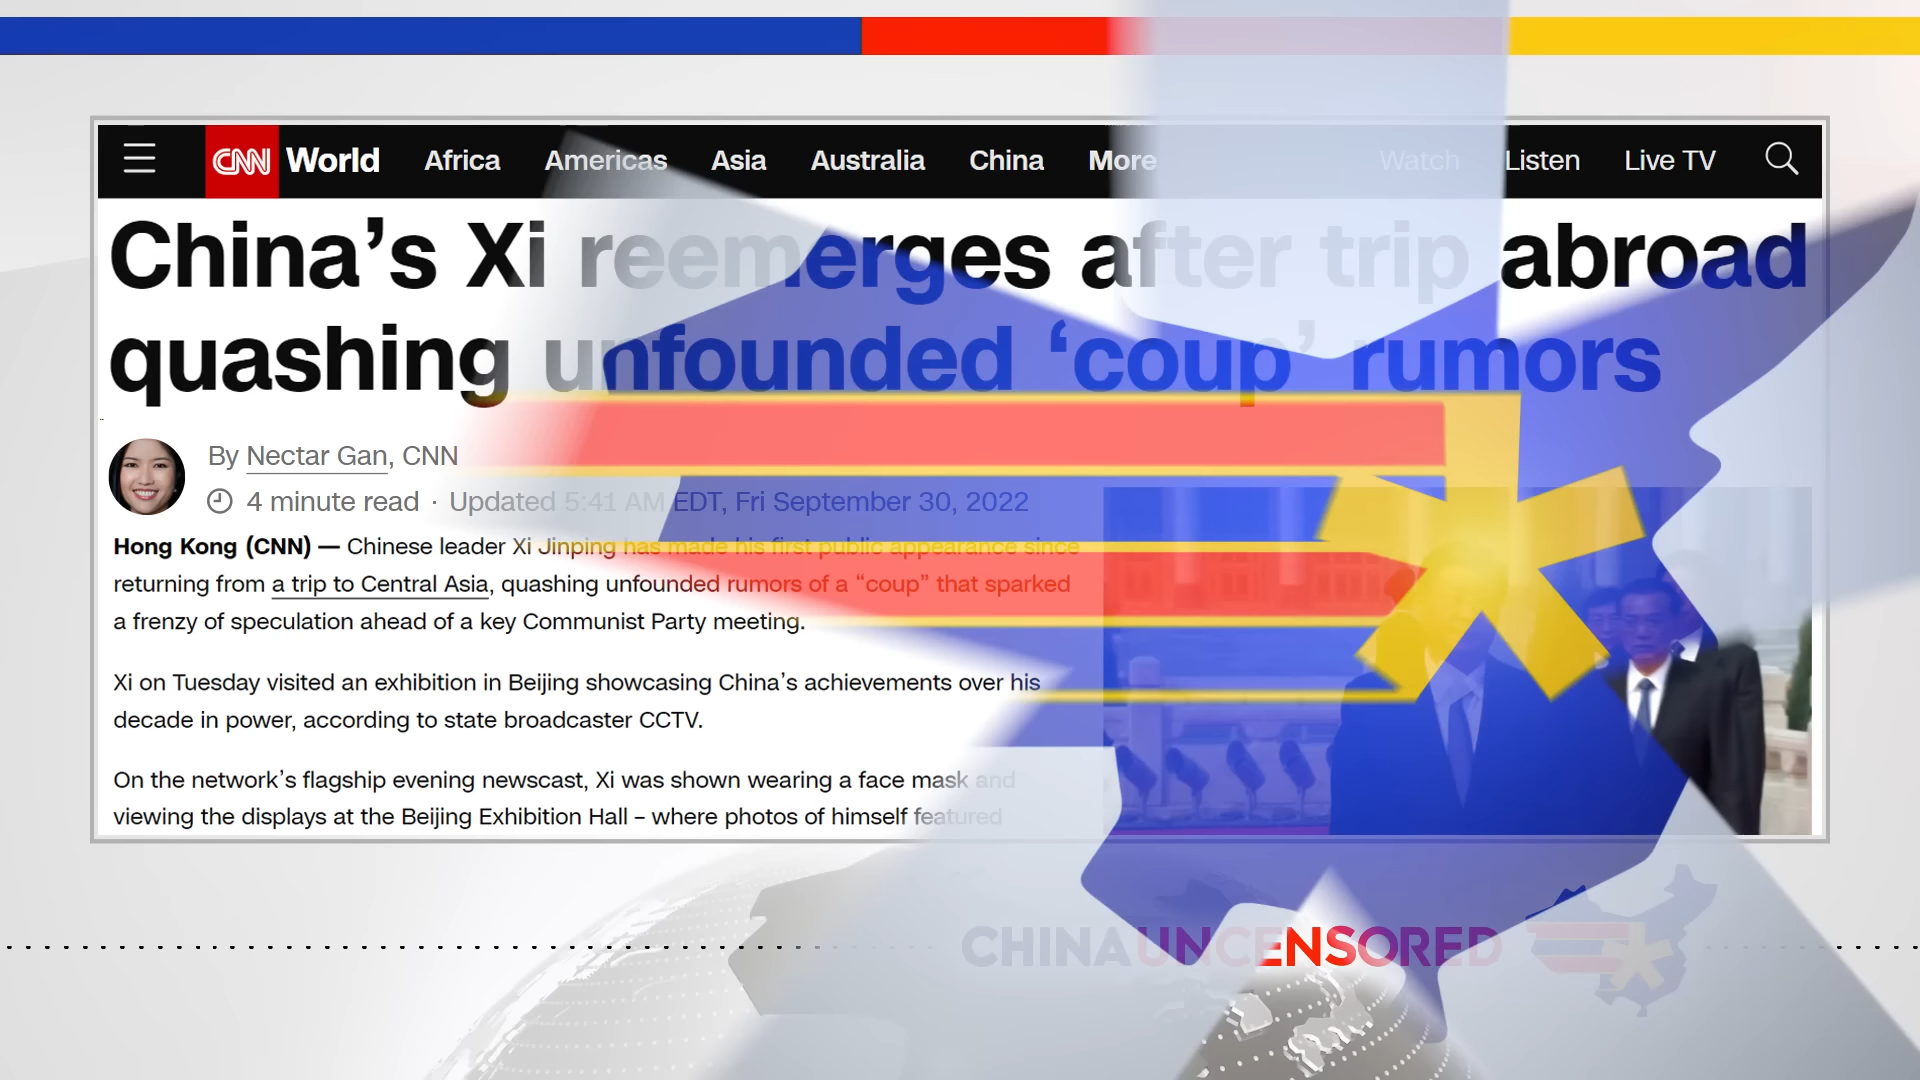 CNN World Africa Americas Asia Australia China More Watch Listen Live TV
China’s Xi reemerges after trip abroad
quashing unfounded ‘coup’ rumors
By Nectar Gan, CNN
4 minute read · Updated 5:41 AM EDT, Fri September 30, 2022
Hong Kong (CNN) — Chinese leader Xi Jinping has made his first public appearance since
returning from a trip to Central Asia, quashing unfounded rumors of a “coup” that sparked
a frenzy of speculation ahead of a key Communist Party meeting.
Xi on Tuesday visited an exhibition in Beijing showcasing China’s achievements over his
decade in power, according to state broadcaster CCTV.
On the network’s flagship evening newscast, Xi was shown wearing a face mask and
viewing the displays at the Beijing Exhibition Hall – where photos of himself featured
CHINA UNCENSORED